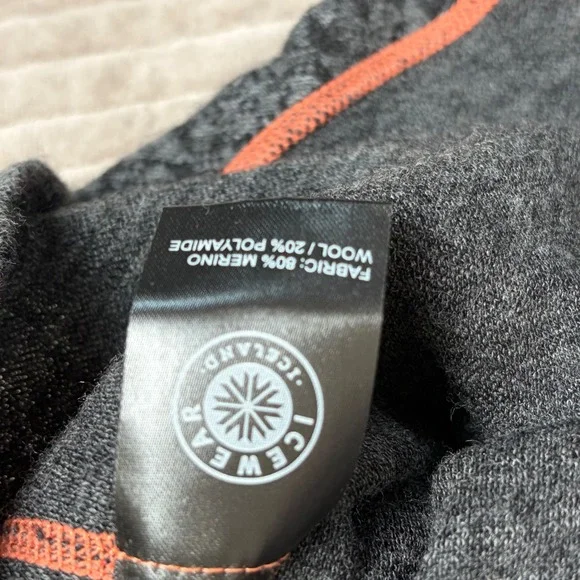 FABRIC: 80% MERINO
WOOL / 20% POLYAMIDE
ICEWEAR
· ICELAND ·